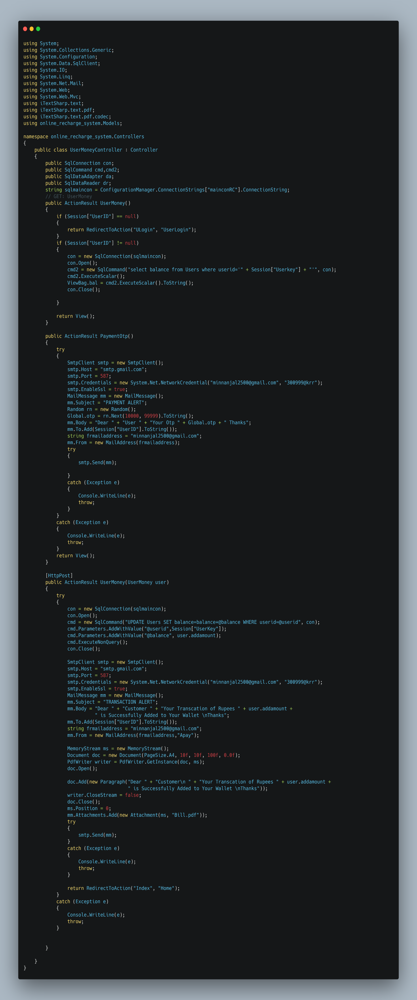 using System;
using System.Collections.Generic;
using System.Configuration;
using System.Data.SqlClient;
using System.IO;
using System.Linq;
using System.Net.Mail;
using System.Web;
using System.Web.Mvc;
using iTextSharp.text;
using iTextSharp.text.pdf;
using iTextSharp.text.pdf.codec;
using online_recharge_system.Models;

namespace online_recharge_system.Controllers
{
    public class UserMoneyController : Controller
    {
        public SqlConnection con;
        public SqlCommand cmd,cmd2;
        public SqlDataAdapter da;
        public SqlDataReader dr;
        string sqlmaincon = ConfigurationManager.ConnectionStrings["mainconRC"].ConnectionString;
        // GET: UserMoney
        public ActionResult UserMoney()
        {
            if (Session["UserID"] == null)
            {
                return RedirectToAction("ULogin", "UserLogin");
            }
            if (Session["UserID"] != null)
            {
                con = new SqlConnection(sqlmaincon);
                con.Open();
                cmd2 = new SqlCommand("select balance from Users where userid='" + Session["Userkey"] + "'", con);
                cmd2.ExecuteScalar();
                ViewBag.bal = cmd2.ExecuteScalar().ToString();
                con.Close();

            }

            return View();
        }

        public ActionResult PaymentOtp()
        {
            try
            {
                SmtpClient smtp = new SmtpClient();
                smtp.Host = "smtp.gmail.com";
                smtp.Port = 587;
                smtp.Credentials = new System.Net.NetworkCredential("minnanjal2500@gmail.com", "300999@krr");
                smtp.EnableSsl = true;
                MailMessage mm = new MailMessage();
                mm.Subject = "PAYMENT ALERT";
                Random rn = new Random();
                Global.otp = rn.Next(10000, 99999).ToString();
                mm.Body = "Dear " + "User " + "Your Otp " + Global.otp + " Thanks";
                mm.To.Add(Session["UserID"].ToString());
                string frmailaddress = "minnanjal2500@gmail.com";
                mm.From = new MailAddress(frmailaddress);
                try
                {
                    smtp.Send(mm);

                }
                catch (Exception e)
                {
                    Console.WriteLine(e);
                    throw;
                }
            }
            catch (Exception e)
            {
                Console.WriteLine(e);
                throw;
            }
            return View();
        }

        [HttpPost]
        public ActionResult UserMoney(UserMoney user)
        {
            try
            {
                con = new SqlConnection(sqlmaincon);
                con.Open();
                cmd = new SqlCommand("UPDATE Users SET balance=balance+@balance WHERE userid=@userid", con);
                cmd.Parameters.AddWithValue("@userid",Session["UserKey"]);
                cmd.Parameters.AddWithValue("@balance", user.addamount);
                cmd.ExecuteNonQuery();
                con.Close();

                SmtpClient smtp = new SmtpClient();
                smtp.Host = "smtp.gmail.com";
                smtp.Port = 587;
                smtp.Credentials = new System.Net.NetworkCredential("minnanjal2500@gmail.com", "300999@krr");
                smtp.EnableSsl = true;
                MailMessage mm = new MailMessage();
                mm.Subject = "TRANSACTION ALERT";
                mm.Body = "Dear " + "Customer " + "Your Transcation of Rupees " + user.addamount +
                          " is Successfully Added to Your Wallet \nThanks";
                mm.To.Add(Session["UserID"].ToString());
                string frmailaddress = "minnanjal2500@gmail.com";
                mm.From = new MailAddress(frmailaddress,"Apay");

                MemoryStream ms = new MemoryStream();
                Document doc = new Document(PageSize.A4, 10f, 10f, 100f, 0.0f);
                PdfWriter writer = PdfWriter.GetInstance(doc, ms);
                doc.Open();

                doc.Add(new Paragraph("Dear " + "Customer\n " + "Your Transcation of Rupees " + user.addamount +
                                      " is Successfully Added to Your Wallet \nThanks"));
                writer.CloseStream = false;
                doc.Close();
                ms.Position = 0;
                mm.Attachments.Add(new Attachment(ms, "Bill.pdf"));
                try
                {
                    smtp.Send(mm);
                }
                catch (Exception e)
                {
                    Console.WriteLine(e);
                    throw;
                }

                return RedirectToAction("Index", "Home");
            }
            catch (Exception e)
            {
                Console.WriteLine(e);
                throw;
            }


        }

    }
}